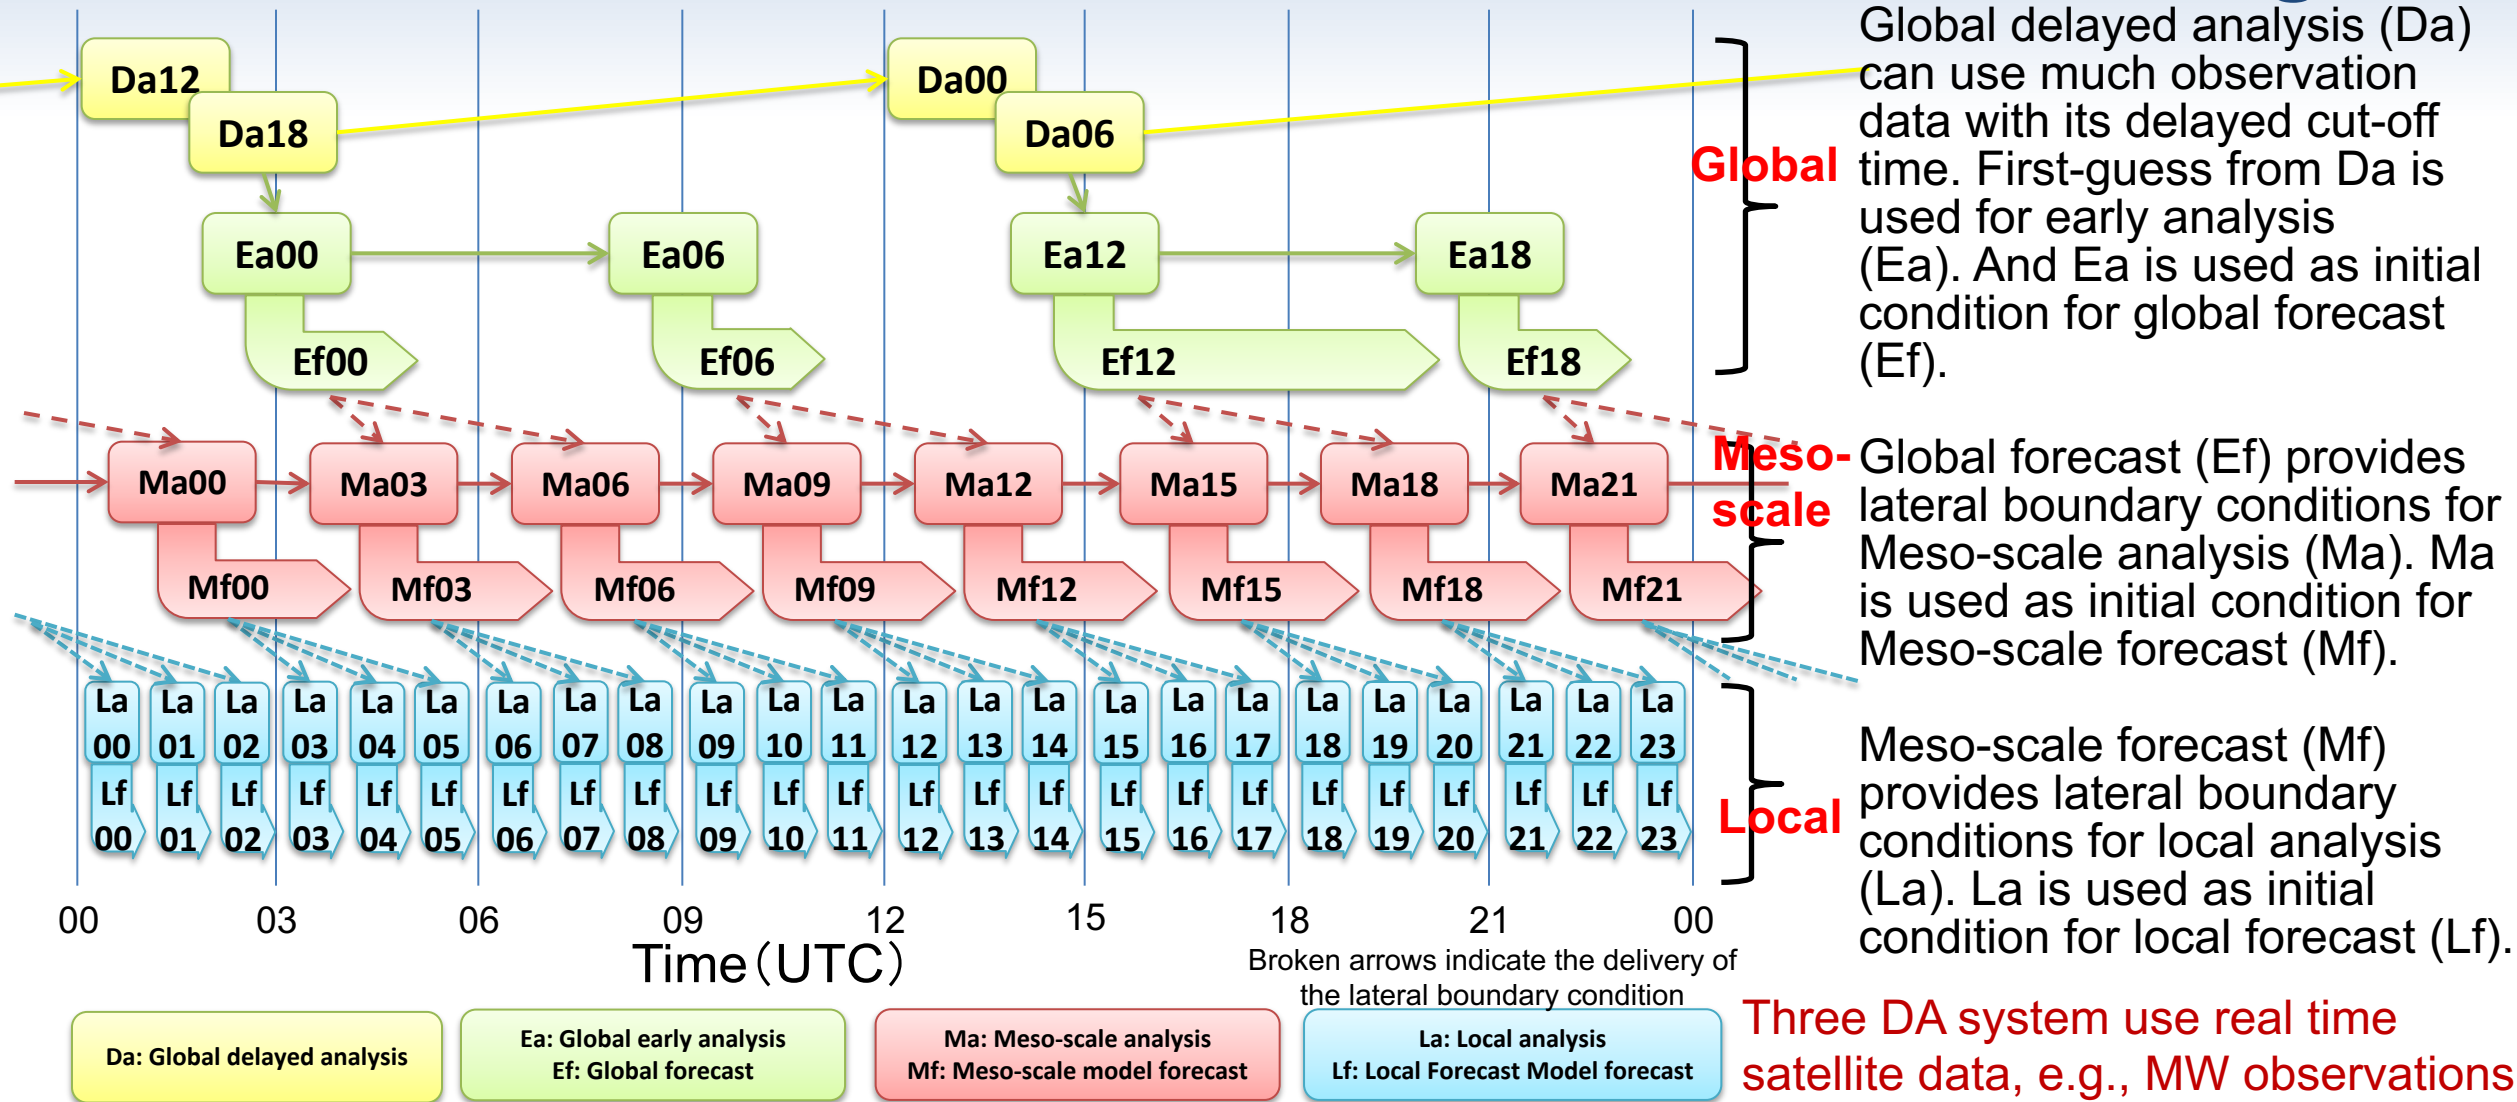 Da12
Da18
Da00
Da06
Ea00
Ea06
Ea12
Ea18
Ef00
Ef06
Ef12
Ef18
Ma00
Ma03
Ma06
Ma09
Ma12
Ma15
Ma18
Ma21
Mf00
Mf03
Mf06
Mf09
Mf12
Mf15
Mf18
Mf21
La La La La La La La La La La La La La La La La La La La La La La La La
00 01 02 03 04 05 06 07 08 09 10 11 12 13 14 15 16 17 18 19 20 21 22 23
Lf Lf Lf Lf Lf Lf Lf Lf Lf Lf Lf Lf Lf Lf Lf Lf Lf Lf Lf Lf Lf Lf Lf Lf
00 01 02 03 04 05 06 07 08 09 10 11 12 13 14 15 16 17 18 19 20 21 22 23
00 03 06 09 12 15 18 21 00
Time（UTC）
Broken arrows indicate the delivery of
the lateral boundary condition
Da: Global delayed analysis
Ea: Global early analysis
Ef: Global forecast
Ma: Meso-scale analysis
Mf: Meso-scale model forecast
La: Local analysis
Lf: Local Forecast Model forecast
Global
Meso-
scale
Local
Global delayed analysis (Da)
can use much observation
data with its delayed cut-off
time. First-guess from Da is
used for early analysis
(Ea). And Ea is used as initial
condition for global forecast
(Ef).
Global forecast (Ef) provides
lateral boundary conditions for
Meso-scale analysis (Ma). Ma
is used as initial condition for
Meso-scale forecast (Mf).
Meso-scale forecast (Mf)
provides lateral boundary
conditions for local analysis
(La). La is used as initial
condition for local forecast (Lf).
Three DA system use real time
satellite data, e.g., MW observations